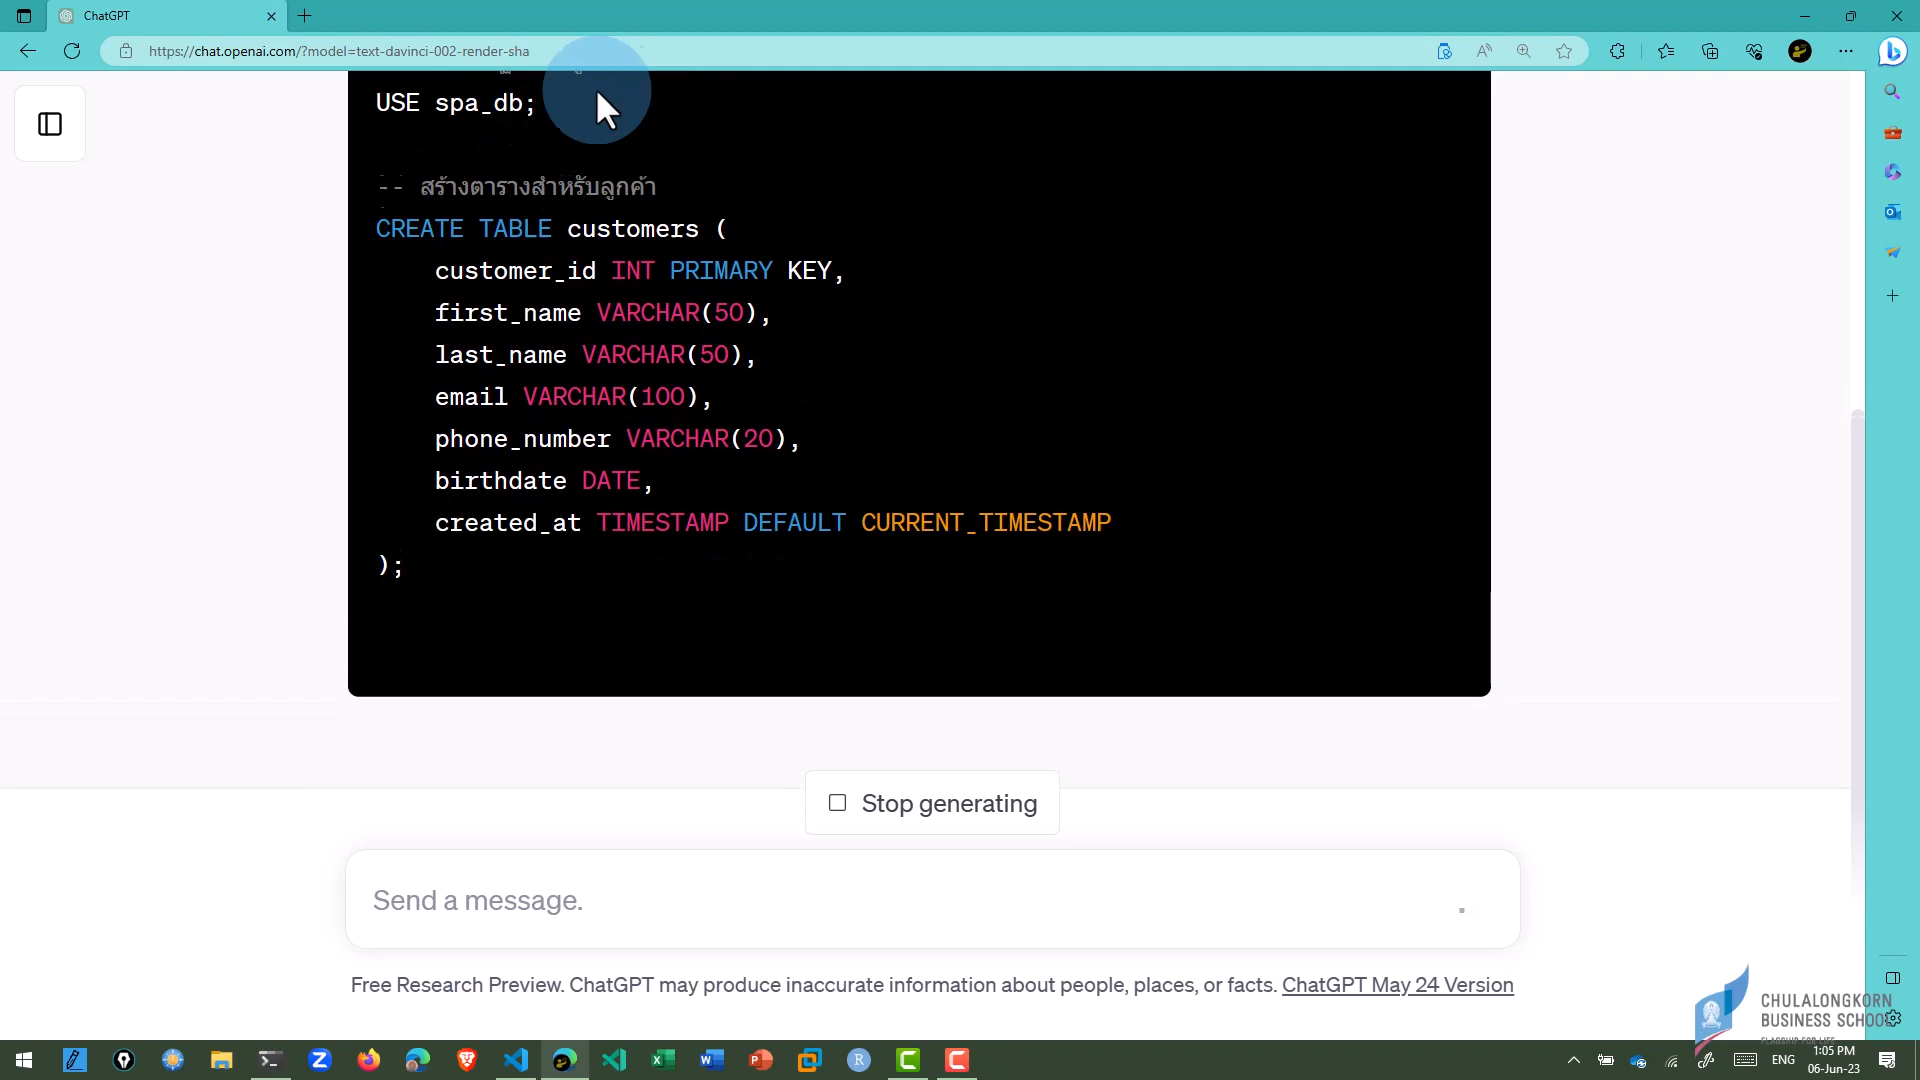 ChatGPT
https://chat.openai.com/?model=text-davinci-002-render-sha
USE spa_db;
-- สร้างตารางสำหรับลูกค้า
CREATE TABLE customers (
customer_id INT PRIMARY KEY,
first_name VARCHAR(50),
last_name VARCHAR(50),
email VARCHAR(100),
phone_number VARCHAR(20),
birthdate DATE,
created_at TIMESTAMP DEFAULT CURRENT_TIMESTAMP
);
Stop generating
Send a message.
Free Research Preview. ChatGPT may produce inaccurate information about people, places, or facts. ChatGPT May 24 Version
CHULALONGKORN
BUSINESS SCHOOL
FLAGSHIP FOR LIFE
ENG
1:05 PM
06-Jun-23